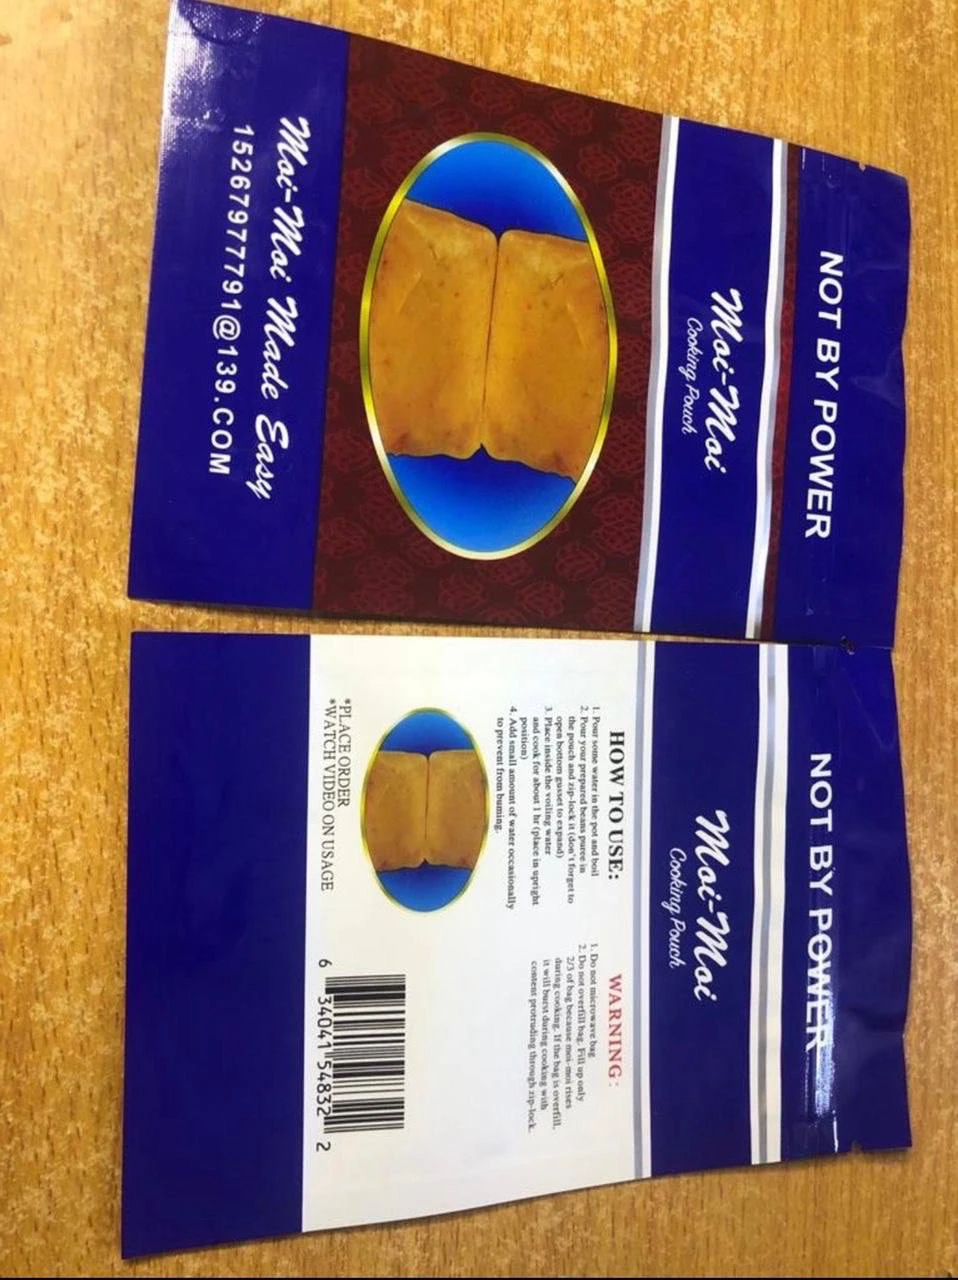 NOT BY POWER
Moi-Moi
Cooking Pouch
Moi-Moi Made Easy
15267977791@139.COM
NOT BY POWER
Moi-Moi
Cooking Pouch
HOW TO USE:
1. Pour some water in the pot and boil
2. Pour your prepared beans puree in
the pouch and zip-lock it (don't forget to
open bottom gusset to expand)
3. Place inside the voiling water
and cook for about 1 hr (place in upright
position)
4. Add small amount of water occasionally
to prevent from burning.
WARNING:
1. Do not microwave bag
2. Do not overfill bag. Fill up only
2/3 of bag because moi-moi rises
during cooking. If the bag is overfill,
it will burst during cooking with
content protruding through zip-lock.
*PLACE ORDER
*WATCH VIDEO ON USAGE
6 34041 54832 2